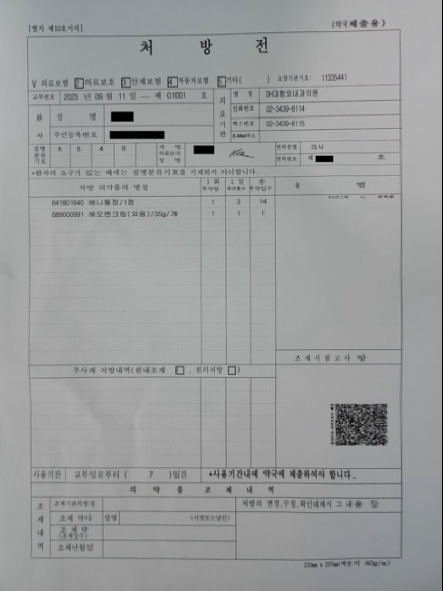 [별지 제10호서식]
(약국제출용)
처 방 전
1 의료보험 2 의료보호 3 산재보험 4 자동차보험 5 기타( ) 요양기관기호: (1335441)
교부번호 2023 년 09 월 11 일 — 제 01001 호
의료기관
명 칭 DH대항외내과의원
전화번호 02-3439-6114
팩스번호 02-3439-6115
E-Mail주소
환자
성 명
주민등록번호
질병분류기호 K 6 4 9
처방의료인의성명
면허종별 의사
면허번호 제 호
*환자의 요구가 있는 때에는 질병분류기호를 기재하지 아니합니다.
처방 의약품의 명칭
1회투약량
1일투여횟수
총투약일수
용 법
641801640 베니톨정/1정 1 3 14
689000991 헤모렌크림(외용)/35g/개 1 1 1
조제시참고사항
주사제 처방내역(원내조제 , 원외처방 )
사용기간 교부일로부터 ( 7 )일간 *사용기간내에 약국에 제출하여야 합니다.
의 약 품 조 제 내 역
조제내역
조제기관의명칭
처방의 변경,수정,확인대체시 그 내용 등
조제 약사 성명 (서명또는날인)
조 제 량
(조제일수)
조제년월일
210mm x 297mm